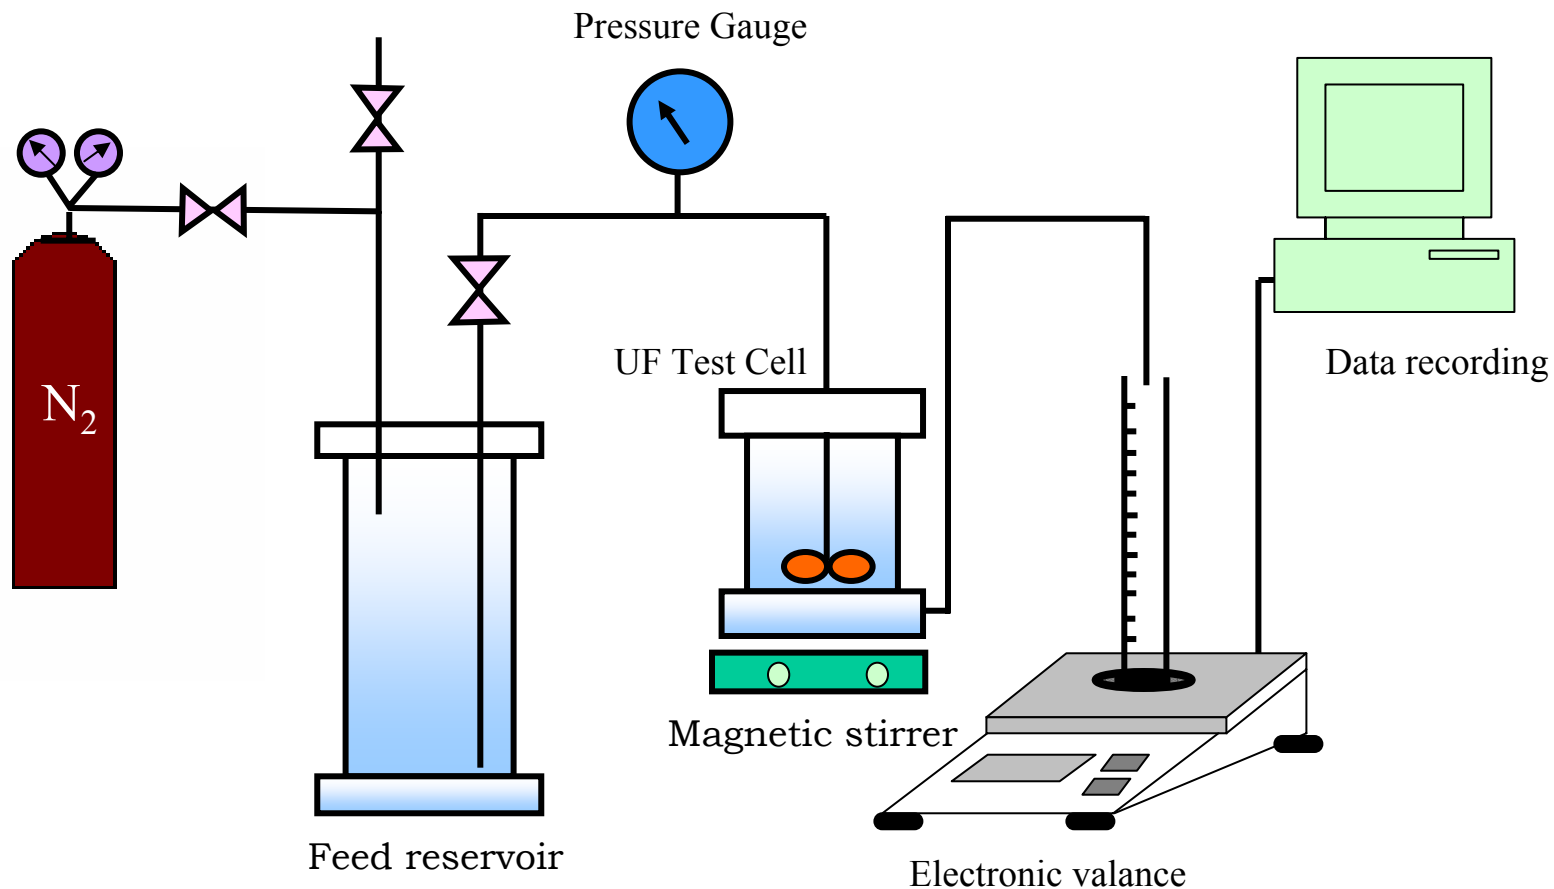 Pressure Gauge
UF Test Cell
Data recording
N₂
Magnetic stirrer
Feed reservoir
Electronic valance